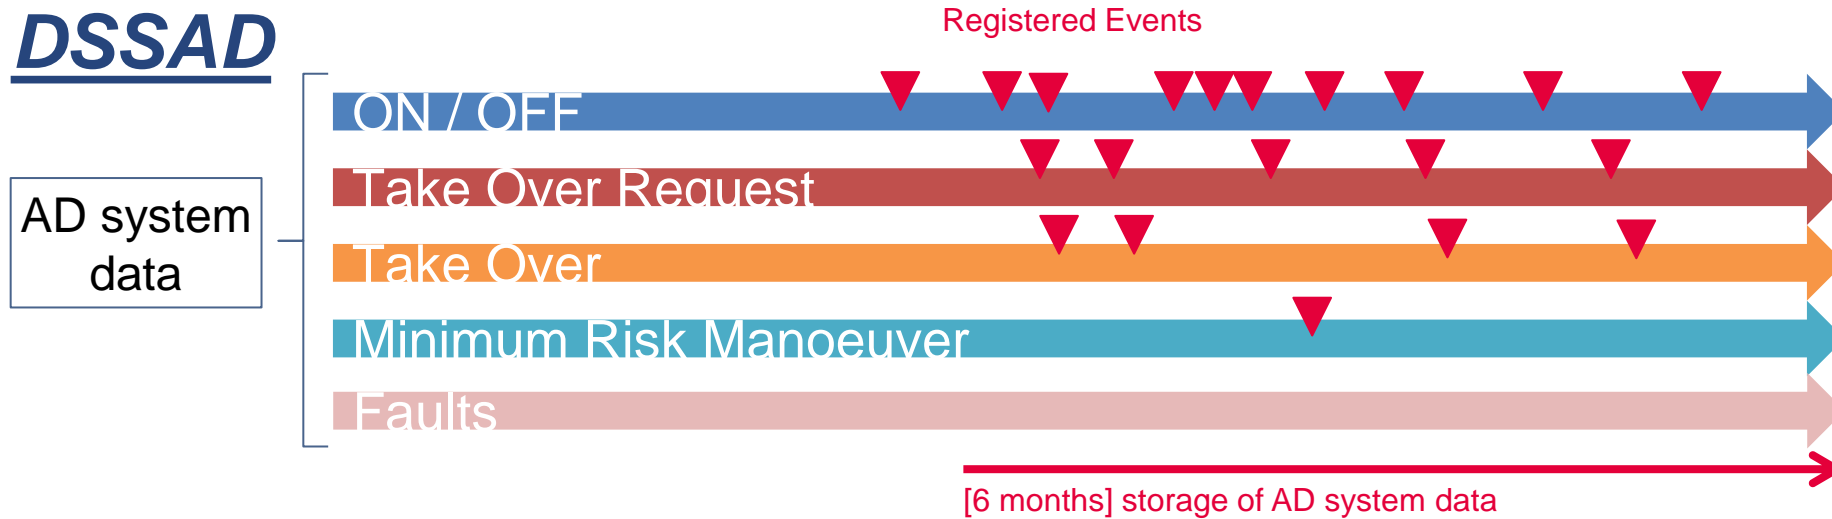 DSSAD
Registered Events
ON / OFF
Take Over Request
AD system
data
Take Over
Minimum Risk Manoeuver
Faults
[6 months] storage of AD system data